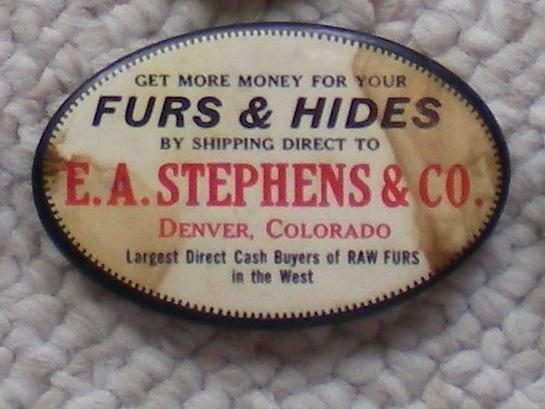 GET MORE MONEY FOR YOUR
FURS & HIDES
BY SHIPPING DIRECT TO
E.A. STEPHENS & CO.
DENVER, COLORADO
Largest Direct Cash Buyers of RAW FURS
in the West